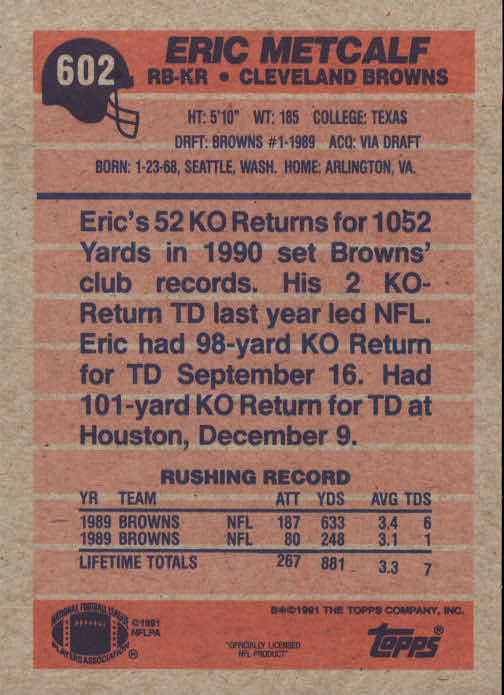 602
ERIC METCALF
RB-KR • CLEVELAND BROWNS
HT: 5'10" WT: 185 COLLEGE: TEXAS
DRFT: BROWNS #1-1989 ACQ: VIA DRAFT
BORN: 1-23-68, SEATTLE, WASH. HOME: ARLINGTON, VA.
Eric's 52 KO Returns for 1052
Yards in 1990 set Browns'
club records. His 2 KO-
Return TD last year led NFL.
Eric had 98-yard KO Return
for TD September 16. Had
101-yard KO Return for TD at
Houston, December 9.
RUSHING RECORD
YR TEAM ATT YDS AVG TDS
1989 BROWNS NFL 187 633 3.4 6
1989 BROWNS NFL 80 248 3.1 1
LIFETIME TOTALS 267 881 3.3 7
NATIONAL FOOTBALL LEAGUE
PLAYERS ASSOCIATION ®
©1991
NFLPA
"OFFICIALLY LICENSED
NFL PRODUCT"
B*©1991 THE TOPPS COMPANY, INC.
topps®